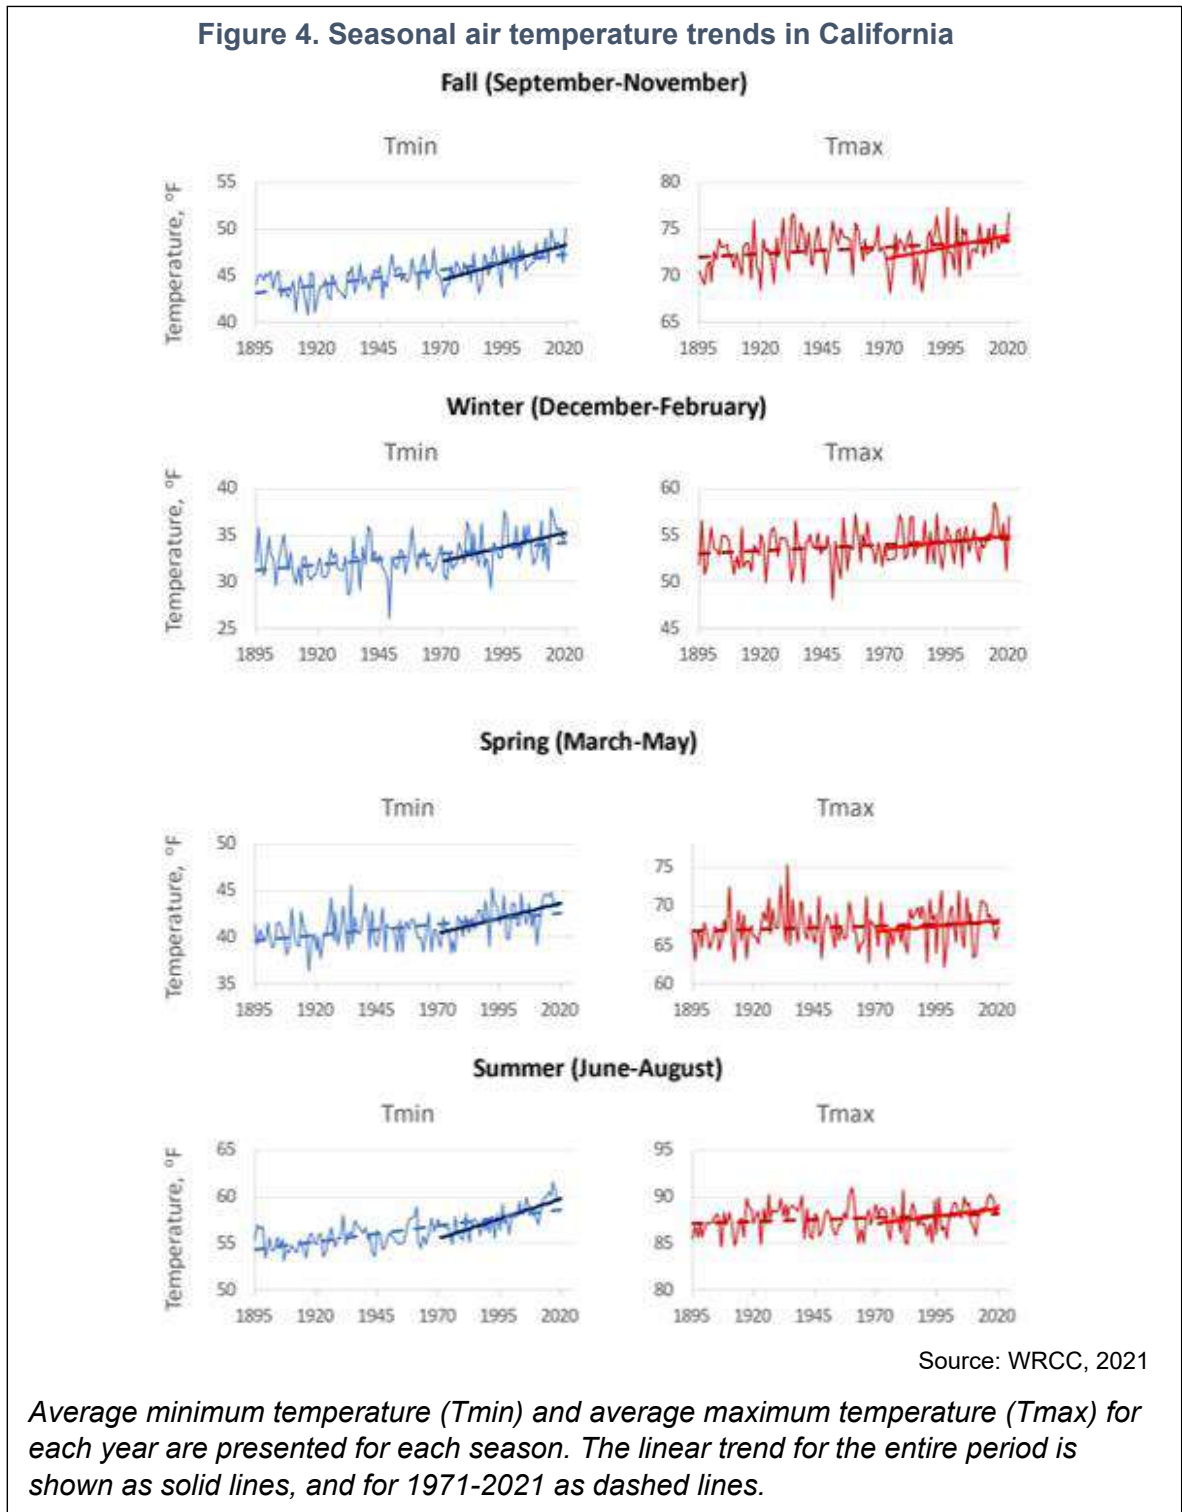 Figure 4. Seasonal air temperature trends in California
Fall (September-November)
Tmin
Tmax
Temperature, ºF
55
50
45
40
1895 1920 1945 1970 1995 2020
80
75
70
65
1895 1920 1945 1970 1995 2020
Winter (December-February)
Tmin
Tmax
Temperature, ºF
40
35
30
25
1895 1920 1945 1970 1995 2020
60
55
50
45
1895 1920 1945 1970 1995 2020
Spring (March-May)
Tmin
Tmax
Temperature, ºF
50
45
40
35
1895 1920 1945 1970 1995 2020
75
70
65
60
1895 1920 1945 1970 1995 2020
Summer (June-August)
Tmin
Tmax
Temperature, ºF
65
60
55
50
1895 1920 1945 1970 1995 2020
95
90
85
80
1895 1920 1945 1970 1995 2020
Source: WRCC, 2021
Average minimum temperature (Tmin) and average maximum temperature (Tmax) for
each year are presented for each season. The linear trend for the entire period is
shown as solid lines, and for 1971-2021 as dashed lines.